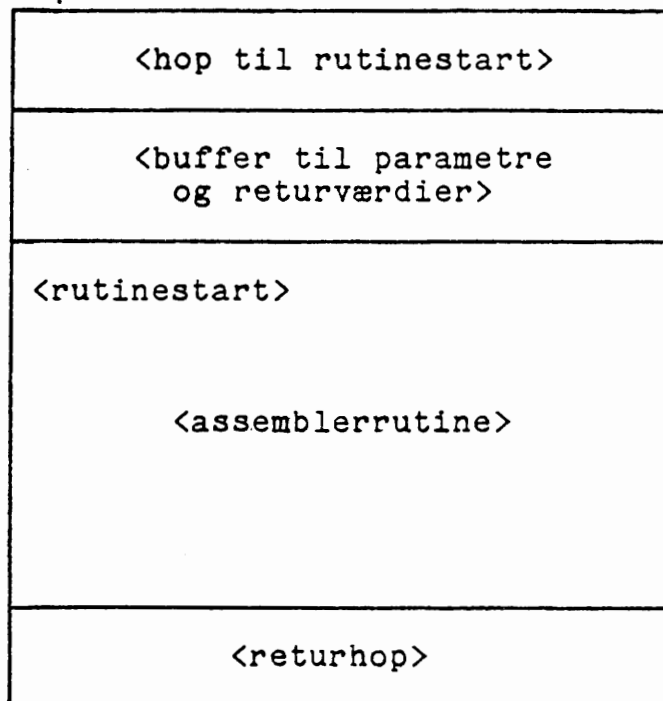 <hop til rutinestart>
<buffer til parametre
og returværdier>
<rutinestart>
<assemblerrutine>
<returhop>